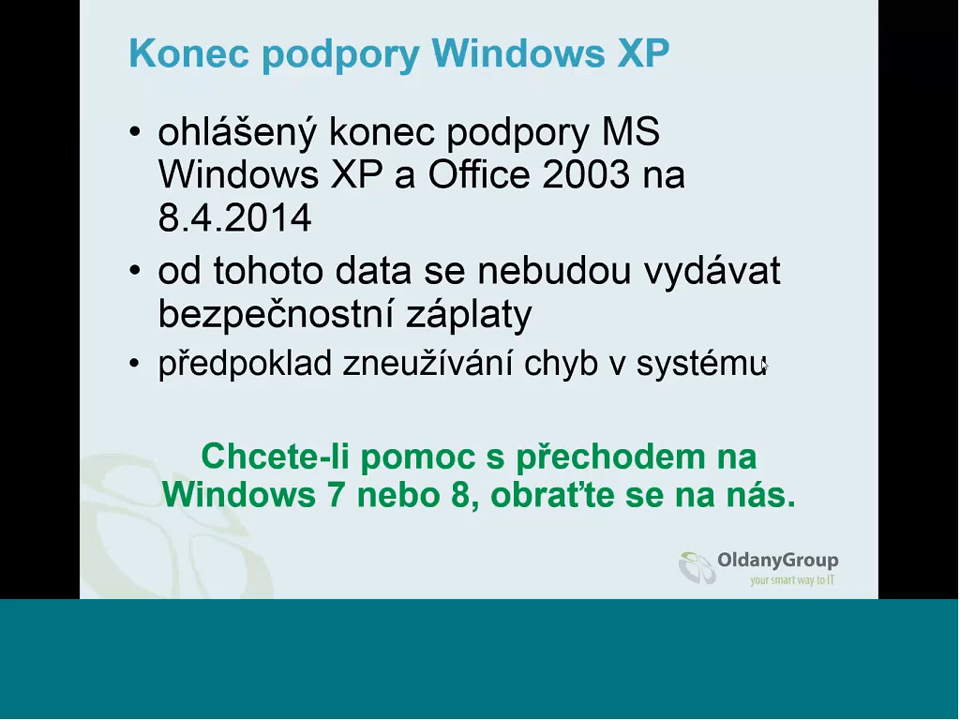 Konec podpory Windows XP
• ohlášený konec podpory MS
Windows XP a Office 2003 na
8.4.2014
• od tohoto data se nebudou vydávat
bezpečnostní záplaty
• předpoklad zneužívání chyb v systému
Chcete-li pomoc s přechodem na
Windows 7 nebo 8, obraťte se na nás.
OldanyGroup
your smart way to IT